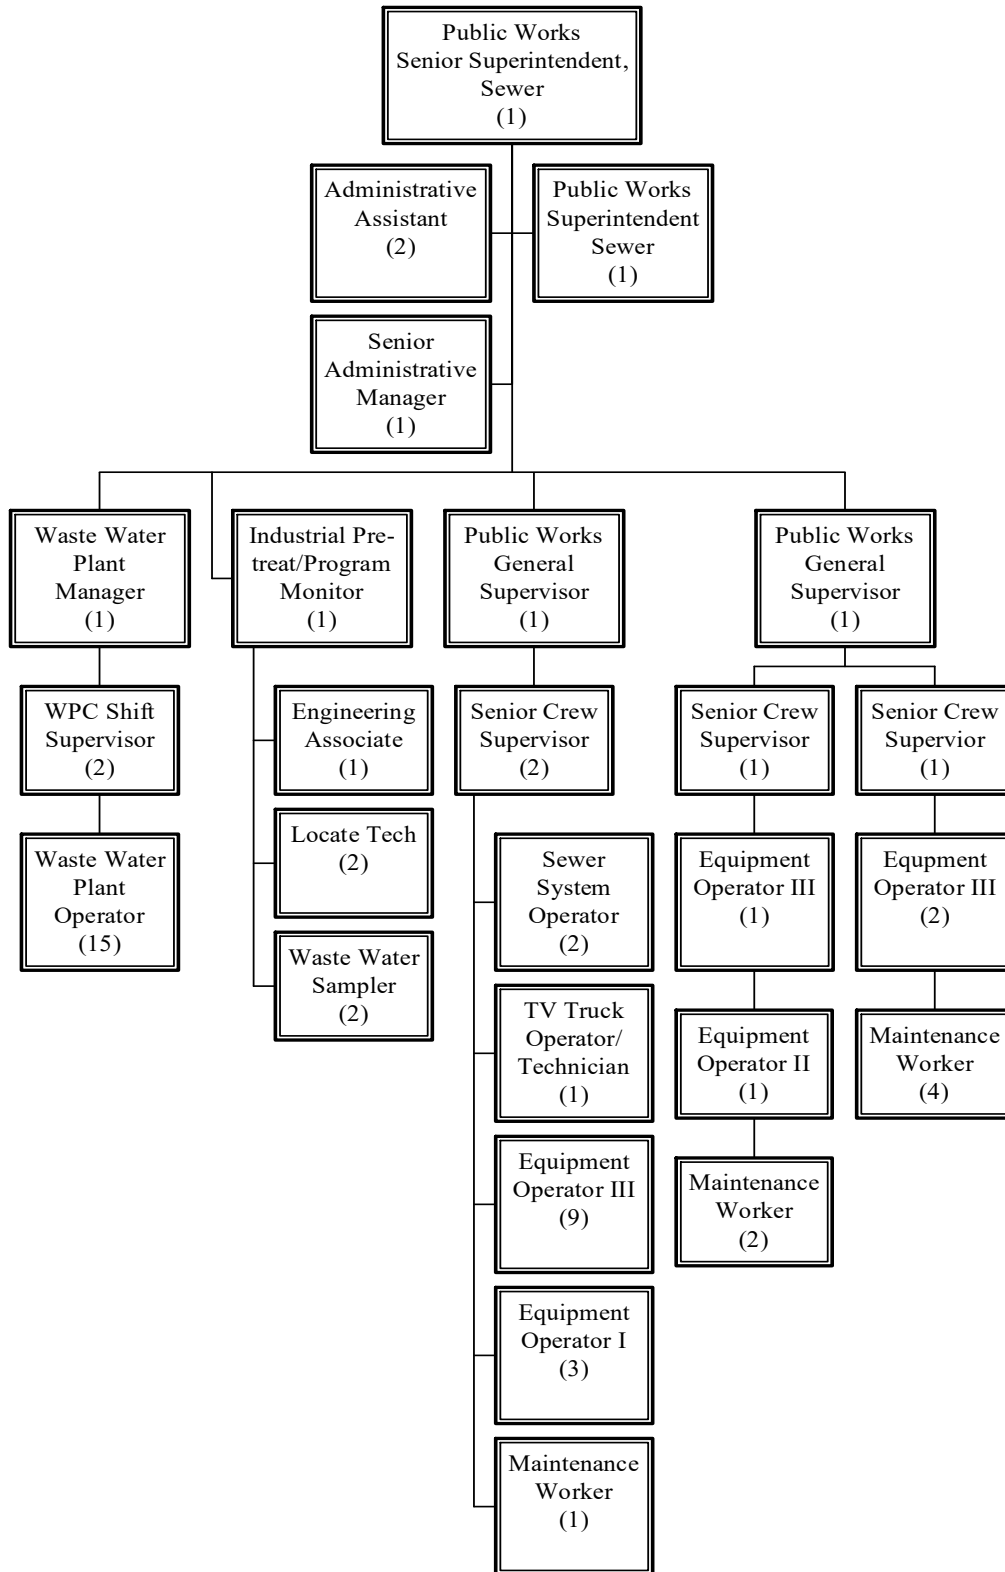 Public Works
Senior Superintendent,
Sewer
(1)
Administrative
Assistant
(2)
Public Works
Superintendent
Sewer
(1)
Senior
Administrative
Manager
(1)
Waste Water
Plant
Manager
(1)
Industrial Pre-
treat/Program
Monitor
(1)
Public Works
General
Supervisor
(1)
Public Works
General
Supervisor
(1)
WPC Shift
Supervisor
(2)
Engineering
Associate
(1)
Senior Crew
Supervisor
(2)
Senior Crew
Supervisor
(1)
Senior Crew
Supervior
(1)
Waste Water
Plant
Operator
(15)
Locate Tech
(2)
Sewer
System
Operator
(2)
Equipment
Operator III
(1)
Equpment
Operator III
(2)
Waste Water
Sampler
(2)
TV Truck
Operator/
Technician
(1)
Equipment
Operator II
(1)
Maintenance
Worker
(4)
Equipment
Operator III
(9)
Maintenance
Worker
(2)
Equipment
Operator I
(3)
Maintenance
Worker
(1)